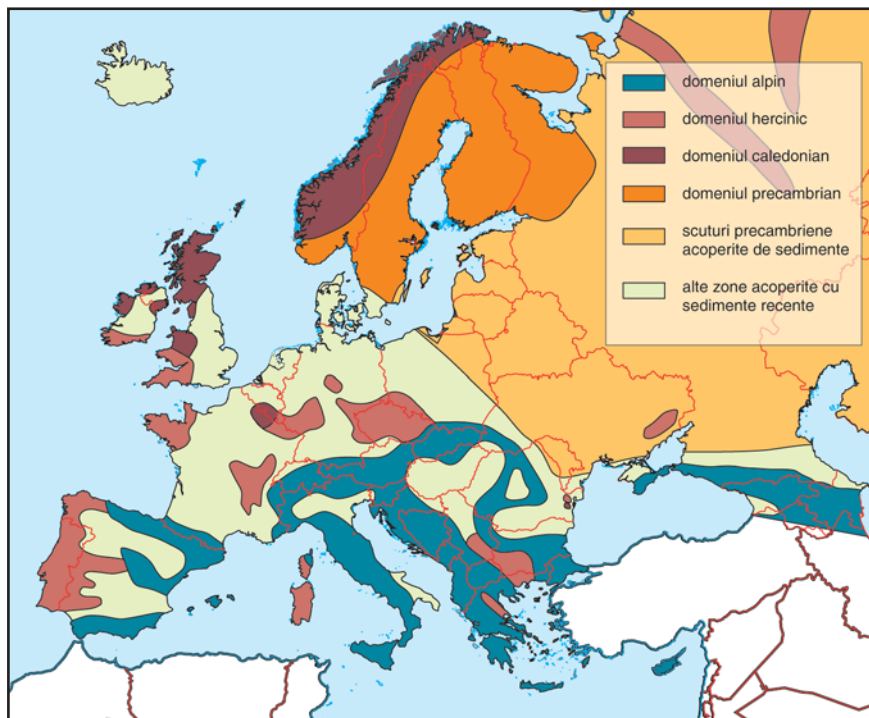 domeniul alpin
domeniul hercinic
domeniul caledonian
domeniul precambrian
scuturi precambriene
acoperite de sedimente
alte zone acoperite cu
sedimente recente